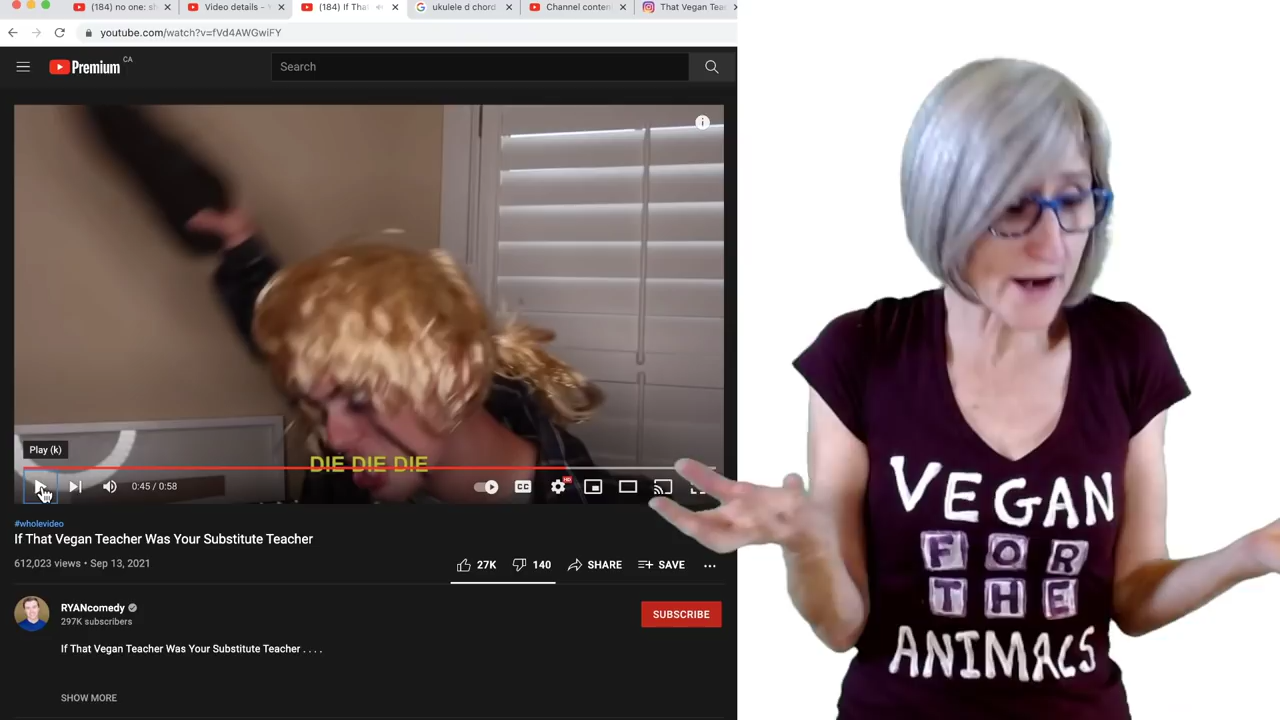 (184) no one: sh
Video details - Y
(184) If Tha
ukulele d chord
Channel conten
That Vegan Tea
youtube.com/watch?v=fVd4AWGwiFY
Premium CA
Search
Play (k)
DIE DIE DIE
0:45 / 0:58
CC
HD
#wholevideo
If That Vegan Teacher Was Your Substitute Teacher
612,023 views • Sep 13, 2021
27K
140
SHARE
SAVE
RYANcomedy
297K subscribers
SUBSCRIBE
If That Vegan Teacher Was Your Substitute Teacher . . . .
SHOW MORE
VEGAN
FOR
THE
ANIMALS